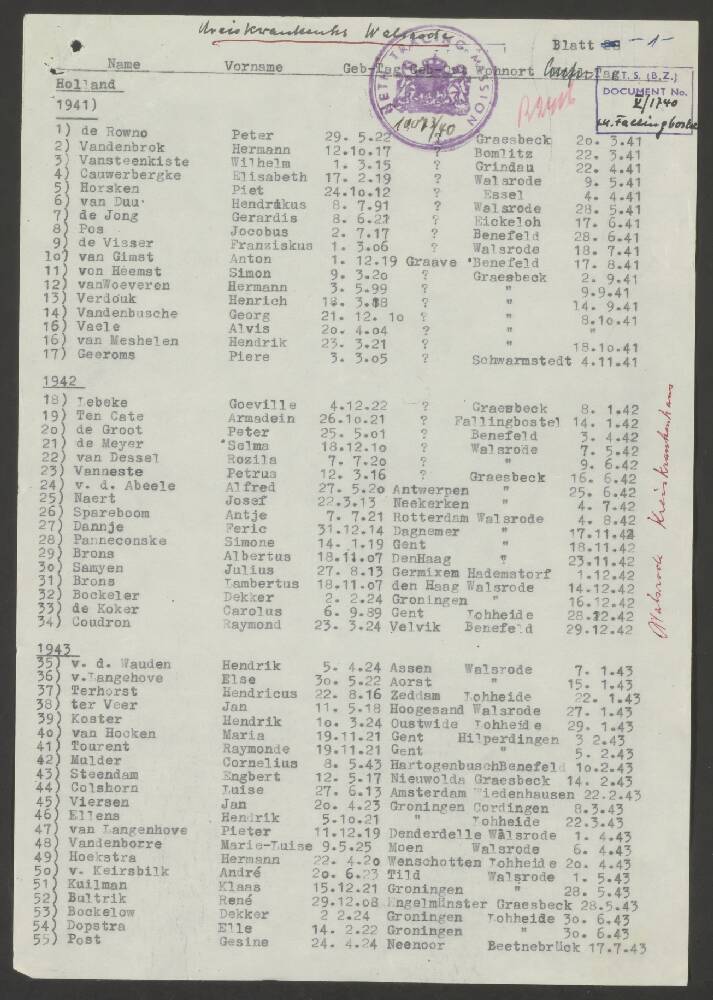 Kreiskrankenhs Walsrode
Blatt -1-
Name Vorname Geb-Tag Geb-Ort Wohnort Tag
NETH. TRACING MISSION
I.T.S. (B.Z.)
DOCUMENT No.
V/1740
Kr. Fallingbostel
Holland
1941)
1) de Rowno Peter 29. 5.22 ? Graesbeck 20. 3.41
2) Vandenbrok Hermann 12.10.17 ? Bomlitz 22. 3.41
3) Vansteenkiste Wilhelm 1. 3.15 ? Grindau 22. 4.41
4) Cauwerbergke Elisabeth 17. 2.19 ? Walsrode 9. 5.41
5) Horsken Piet 24.10.12 ? Essel 4. 4.41
6) van Duu Hendrikus 8. 7.91 ? Walsrode 28. 5.41
7) de Jong Gerardis 8. 6.21 ? Eickeloh 17. 6.41
8) Pos Jocobus 2. 7.17 ? Benefeld 28. 6.41
9) de Visser Franziskus 1. 3.06 ? Walsrode 18. 7.41
10) van Gimst Anton 1. 12.19 Graave Benefeld 17. 8.41
11) von Heemst Simon 9. 3.20 ? Graesbeck 2. 9.41
12) vanWoeveren Hermann 3. 5.99 ? " 9.9.41
13) Verdouk Henrich 18. 3.18 ? " 14. 9.41
14) Vandenbusche Georg 21. 12. 10 ? " 8.10.41
16) Vaele Alvis 20. 4.04 ? " "
16) van Meshelen Hendrik 23. 3.21 ? " 18.10.41
17) Geeroms Piere 3. 3.05 ? Schwarmstedt 4.11.41
1942
18) Lebeke Goeville 4.12.22 ? Graesbeck 8. 1.42
19) Ten Cate Armadein 26.10.21 ? Fallingbostel 14. 1.42
20) de Groot Peter 25. 5.01 ? Benefeld 3. 4.42
21) de Meyer Selma 18.12.10 ? Walsrode 7. 5.42
22) van Dessel Rozila 7. 7.20 ? " 9. 6.42
23) Vanneste Petrus 12. 3.16 ? Graesbeck 16. 6.42
24) v. d. Abeele Alfred 27. 5.20 Antwerpen " 25. 6.42
25) Naert Josef 22.3.13 Neekerken " 4. 7.42
26) Spareboom Antje 7. 7.21 Rotterdam Walsrode 4. 8.42
27) Dannje Feric 31.12.14 Dagnemer " 17.11.42
28) Panneconske Simone 14. 1.19 Gent " 18.11.42
29) Brons Albertus 18.11.07 DenHaag " 23.11.42
30) Samyen Julius 27. 8.13 Germixem Hademstorf 1.12.42
31) Brons Lambertus 18.11.07 den Haag Walsrode 14.12.42
32) Bockeler Dekker 2. 2.24 Groningen " 16.12.42
33) de Koker Carolus 6. 9.89 Gent Lohheide 28.12.42
34) Coudron Raymond 23. 3.24 Velvik Benefeld 29.12.42
Walsrode Kreiskrankenhaus
1943
35) v. d. Wauden Hendrik 5. 4.24 Assen Walsrode 7. 1.43
36) v.Langehove Else 30. 5.22 Aorst " 15. 1.43
37) Terhorst Hendricus 22. 8.16 Zeddam Lohheide 22. 1.43
38) ter Veer Jan 11. 5.18 Hoogesand Walsrode 27. 1.43
39) Koster Hendrik 10. 3.24 Oustwide Lohheide 29. 1.43
40) van Hocken Maria 19.11.21 Gent Hilperdingen 3 2.43
41) Tourent Raymonde 19.11.21 Gent " 5. 2.43
42) Mulder Cornelius 8. 5.43 HartogenbuschBenefeld 10.2.43
43) Steendam Engbert 12. 5.17 Nieuwolda Graesbeck 14. 2.43
44) Colshorn Luise 27. 6.13 Amsterdam Wiedenhausen 22.2.43
45) Viersen Jan 20. 4.23 Groningen Cordingen 8.3.43
46) Ellens Hendrik 5.10.21 " Lohheide 22.3.43
47) van Langenhove Pieter 11.12.19 Denderdelle Walsrode 1. 4.43
48) Vandenborre Marie-Luise 9.5.25 Moen Walsrode 6. 4.43
49) Hoekstra Hermann 22. 4.20 Wenschotten Lohheide 20. 4.43
50) v. Keirsbilk André 20. 6.23 Tild Walsrode 1. 5.43
51) Kuilman Klaas 15.12.21 Groningen " 28. 5.43
52) Bultrik René 29.12.08 Engelmünster Graesbeck 28.5.43
53) Bockelow Dekker 2 2.24 Groningen Lohheide 30. 6.43
54) Dopstra Elle 14. 2.22 Groningen " 30. 6.43
55) Post Gesine 24. 4.24 Neenoor Beetnebrück 17.7.43